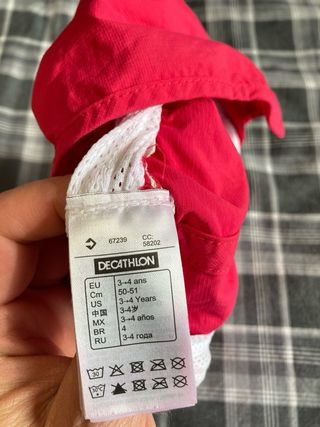 67239 CC: 58202
DECATHLON
EU 3→4 ans
Cm 50-51
US 3→4 Years
中国 3-4岁
MX 3→4 años
BR 4
RU 3-4 года
30